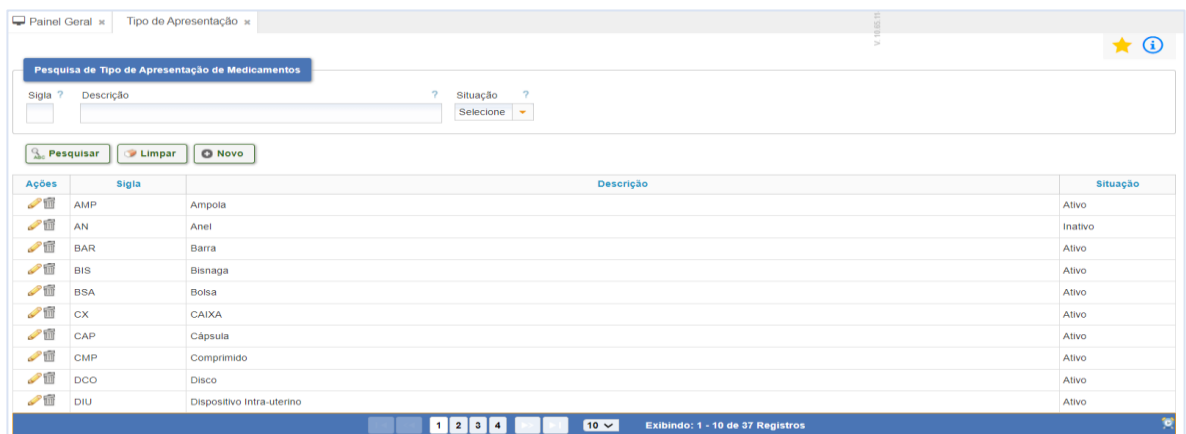 Painel Geral × Tipo de Apresentação ×
V. 10.65.11
Pesquisa de Tipo de Apresentação de Medicamentos
Sigla ? Descrição ? Situação ?
Selecione
Pesquisar Limpar Novo
Ações Sigla Descrição Situação
AMP Ampola Ativo
AN Anel Inativo
BAR Barra Ativo
BIS Bisnaga Ativo
BSA Bolsa Ativo
CX CAIXA Ativo
CAP Cápsula Ativo
CMP Comprimido Ativo
DCO Disco Ativo
DIU Dispositivo Intra-uterino Ativo
1 2 3 4 10 Exibindo: 1 - 10 de 37 Registros